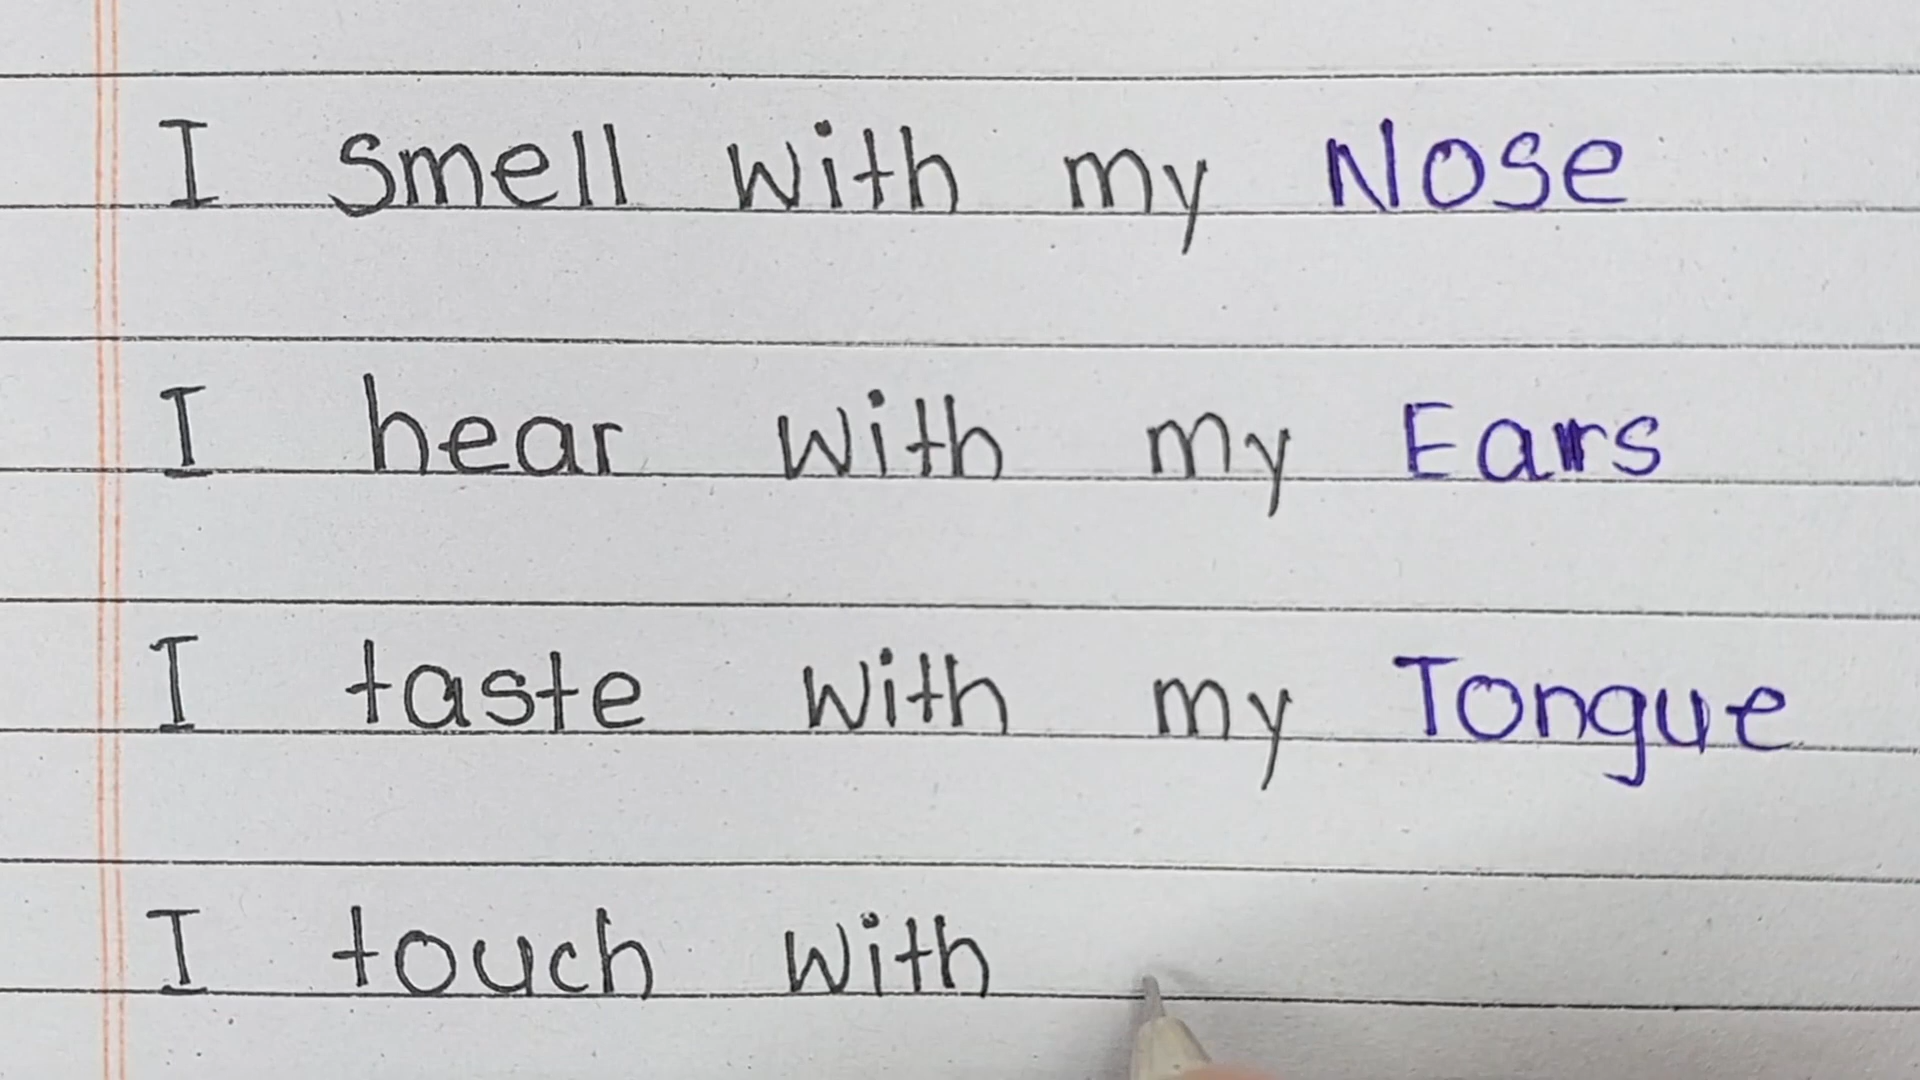 I smell with my Nose
I hear with my Ears
I taste with my Tongue
I touch with